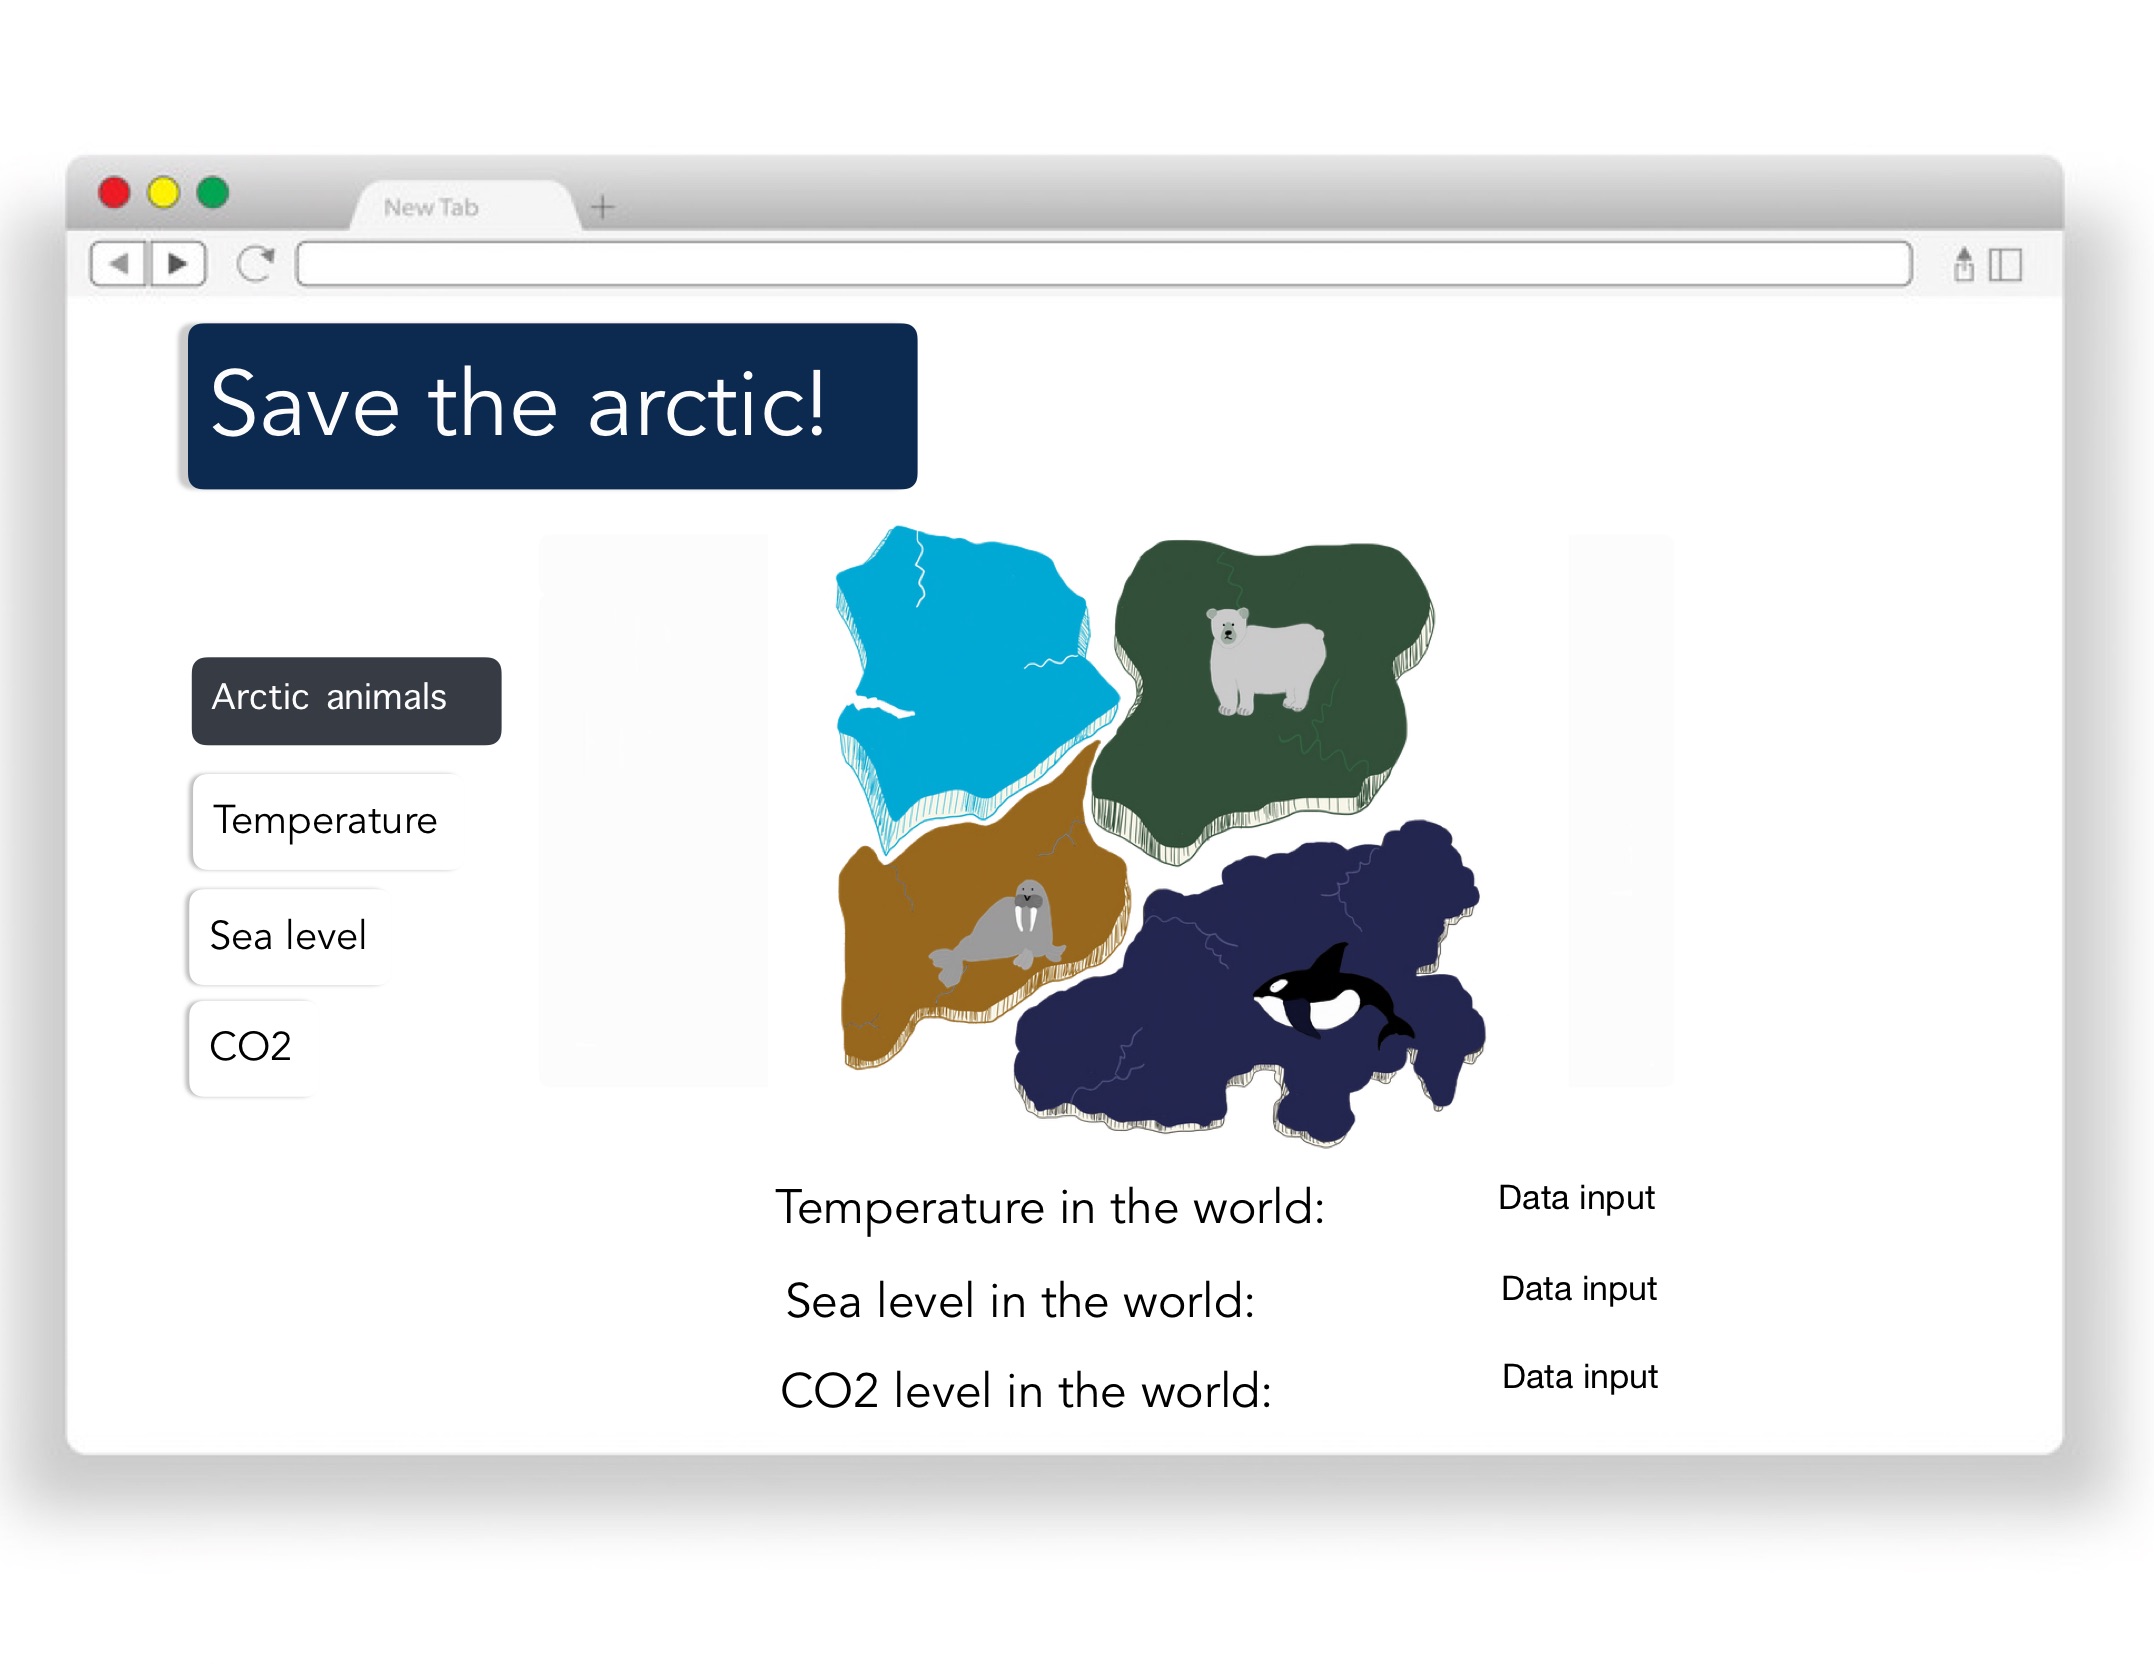 New Tab
Save the arctic!
Arctic animals
Temperature
Sea level
CO2
Temperature in the world:
Data input
Sea level in the world:
Data input
CO2 level in the world:
Data input